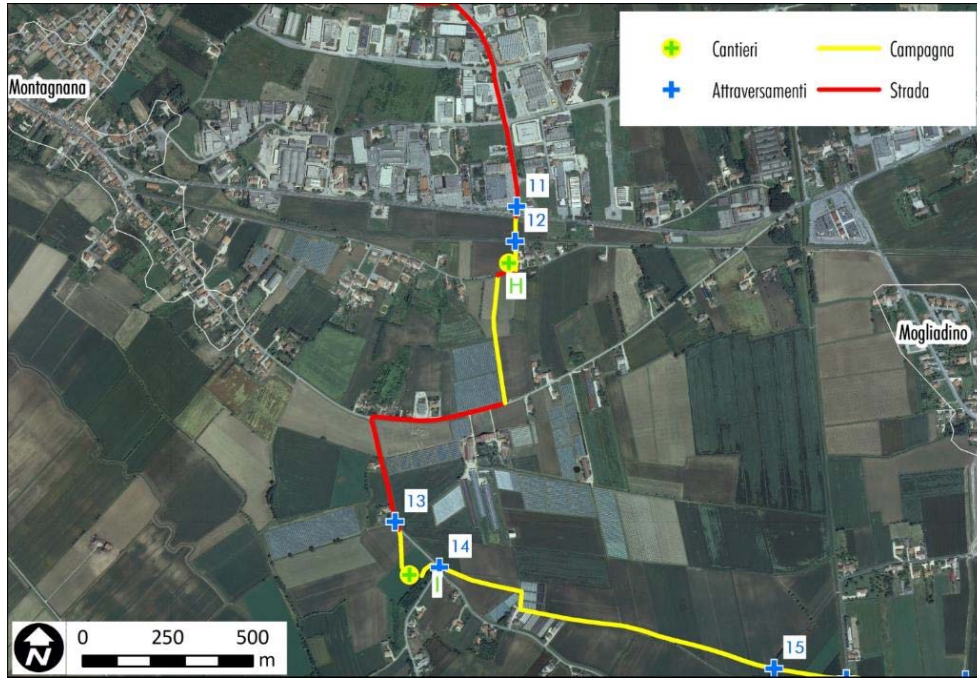 Cantieri
Campagna
Attraversamenti
Strada
Montagnana
11
12
H
Mogliadino
13
14
I
15
N
0 250 500
m